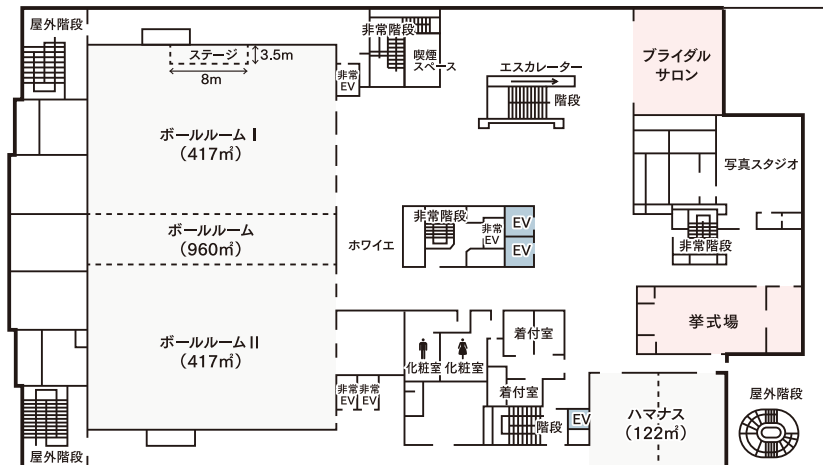 屋外階段
ステージ
3.5m
8m
非常階段
喫煙
スペース
非常
EV
エスカレーター
階段
ブライダル
サロン
ボールルーム I
(417㎡)
写真スタジオ
ボールルーム
(960㎡)
ホワイエ
非常階段
非常
EV
EV
EV
非常階段
ボールルーム II
(417㎡)
化粧室
化粧室
着付室
着付室
挙式場
非常
EV
非常
EV
階段
EV
ハマナス
(122㎡)
屋外階段
屋外階段